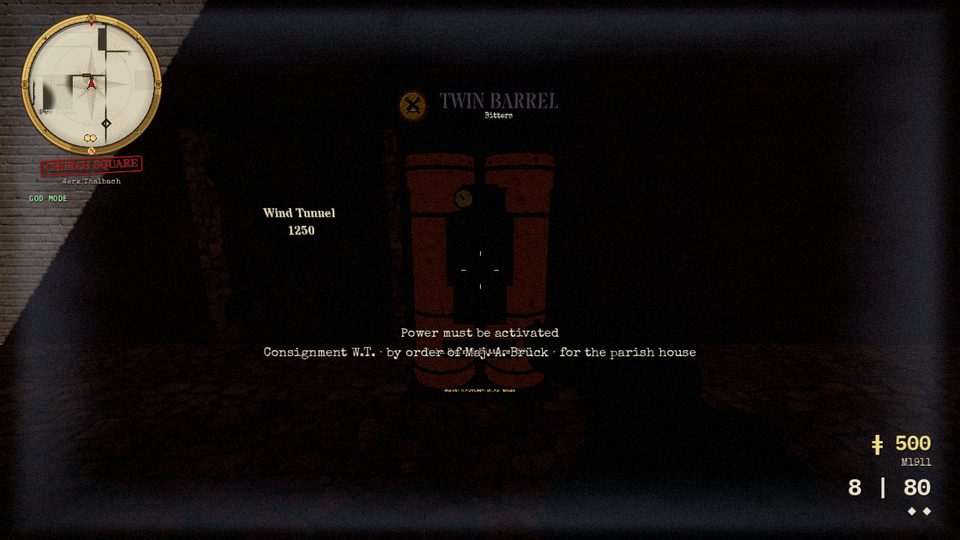 TWIN BARREL
Bitters
CHURCH SQUARE
Werk Thalbach
GOD MODE
Wind Tunnel
1250
Power must be activated
Consignment W.T. · by order of Maj. A. Brück · for the parish house
500
M1911
8 | 80